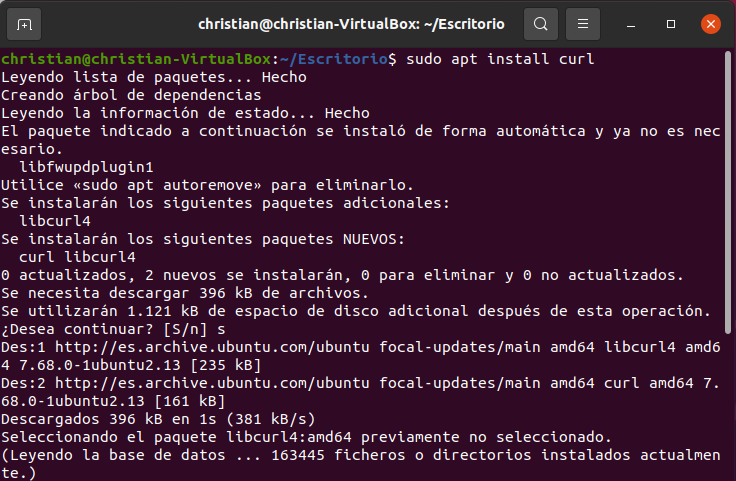 christian@christian-VirtualBox: ~/Escritorio
christian@christian-VirtualBox:~/Escritorio$ sudo apt install curl
Leyendo lista de paquetes... Hecho
Creando árbol de dependencias
Leyendo la información de estado... Hecho
El paquete indicado a continuación se instaló de forma automática y ya no es nec
esario.
  libfwupdplugin1
Utilice «sudo apt autoremove» para eliminarlo.
Se instalarán los siguientes paquetes adicionales:
  libcurl4
Se instalarán los siguientes paquetes NUEVOS:
  curl libcurl4
0 actualizados, 2 nuevos se instalarán, 0 para eliminar y 0 no actualizados.
Se necesita descargar 396 kB de archivos.
Se utilizarán 1.121 kB de espacio de disco adicional después de esta operación.
¿Desea continuar? [S/n] s
Des:1 http://es.archive.ubuntu.com/ubuntu focal-updates/main amd64 libcurl4 amd6
4 7.68.0-1ubuntu2.13 [235 kB]
Des:2 http://es.archive.ubuntu.com/ubuntu focal-updates/main amd64 curl amd64 7.
68.0-1ubuntu2.13 [161 kB]
Descargados 396 kB en 1s (381 kB/s)
Seleccionando el paquete libcurl4:amd64 previamente no seleccionado.
(Leyendo la base de datos ... 163445 ficheros o directorios instalados actualmen
te.)